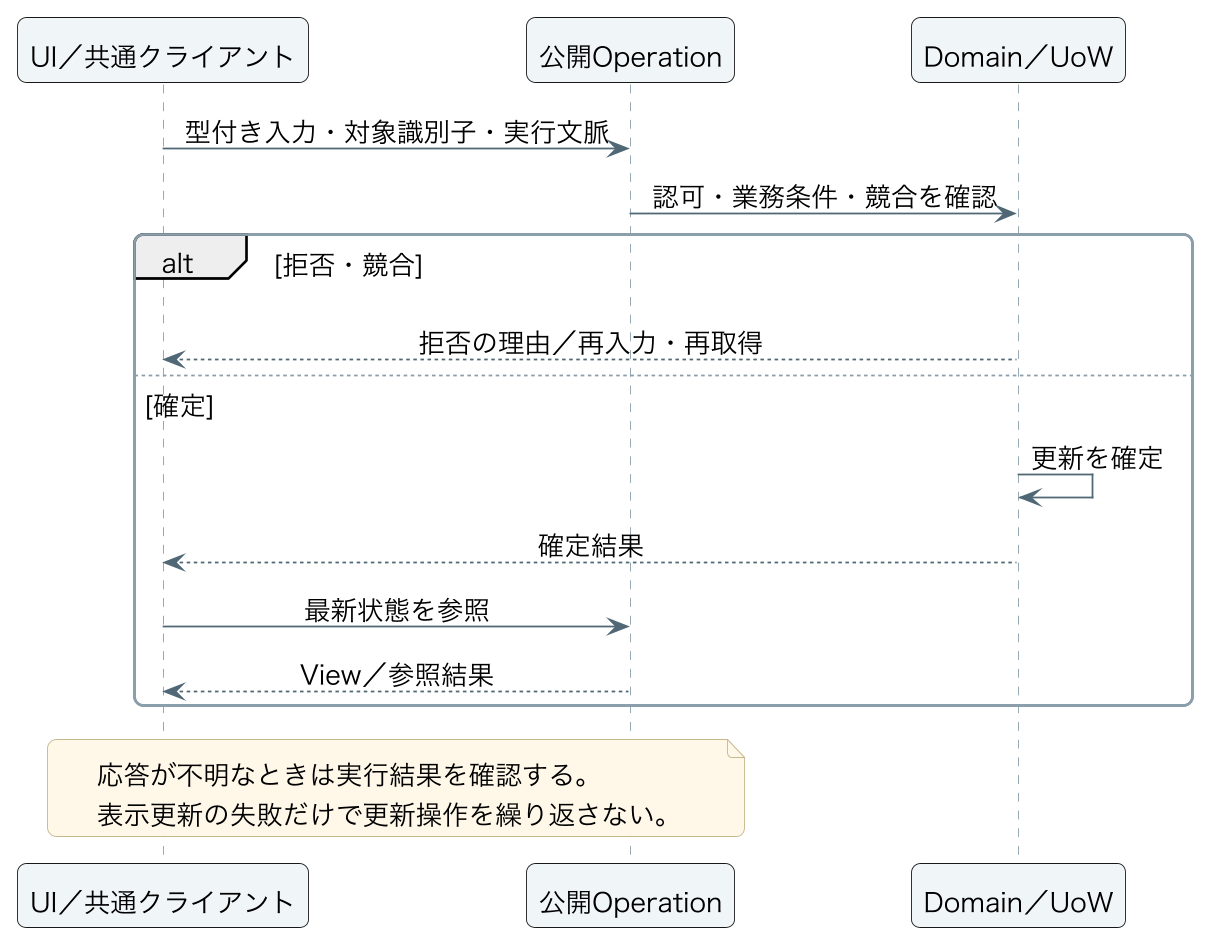 UI／共通クライアント
公開Operation
Domain／UoW
型付き入力・対象識別子・実行文脈
認可・業務条件・競合を確認
alt
[拒否・競合]
拒否の理由／再入力・再取得
[確定]
更新を確定
確定結果
最新状態を参照
View／参照結果
応答が不明なときは実行結果を確認する。
表示更新の失敗だけで更新操作を繰り返さない。
UI／共通クライアント
公開Operation
Domain／UoW